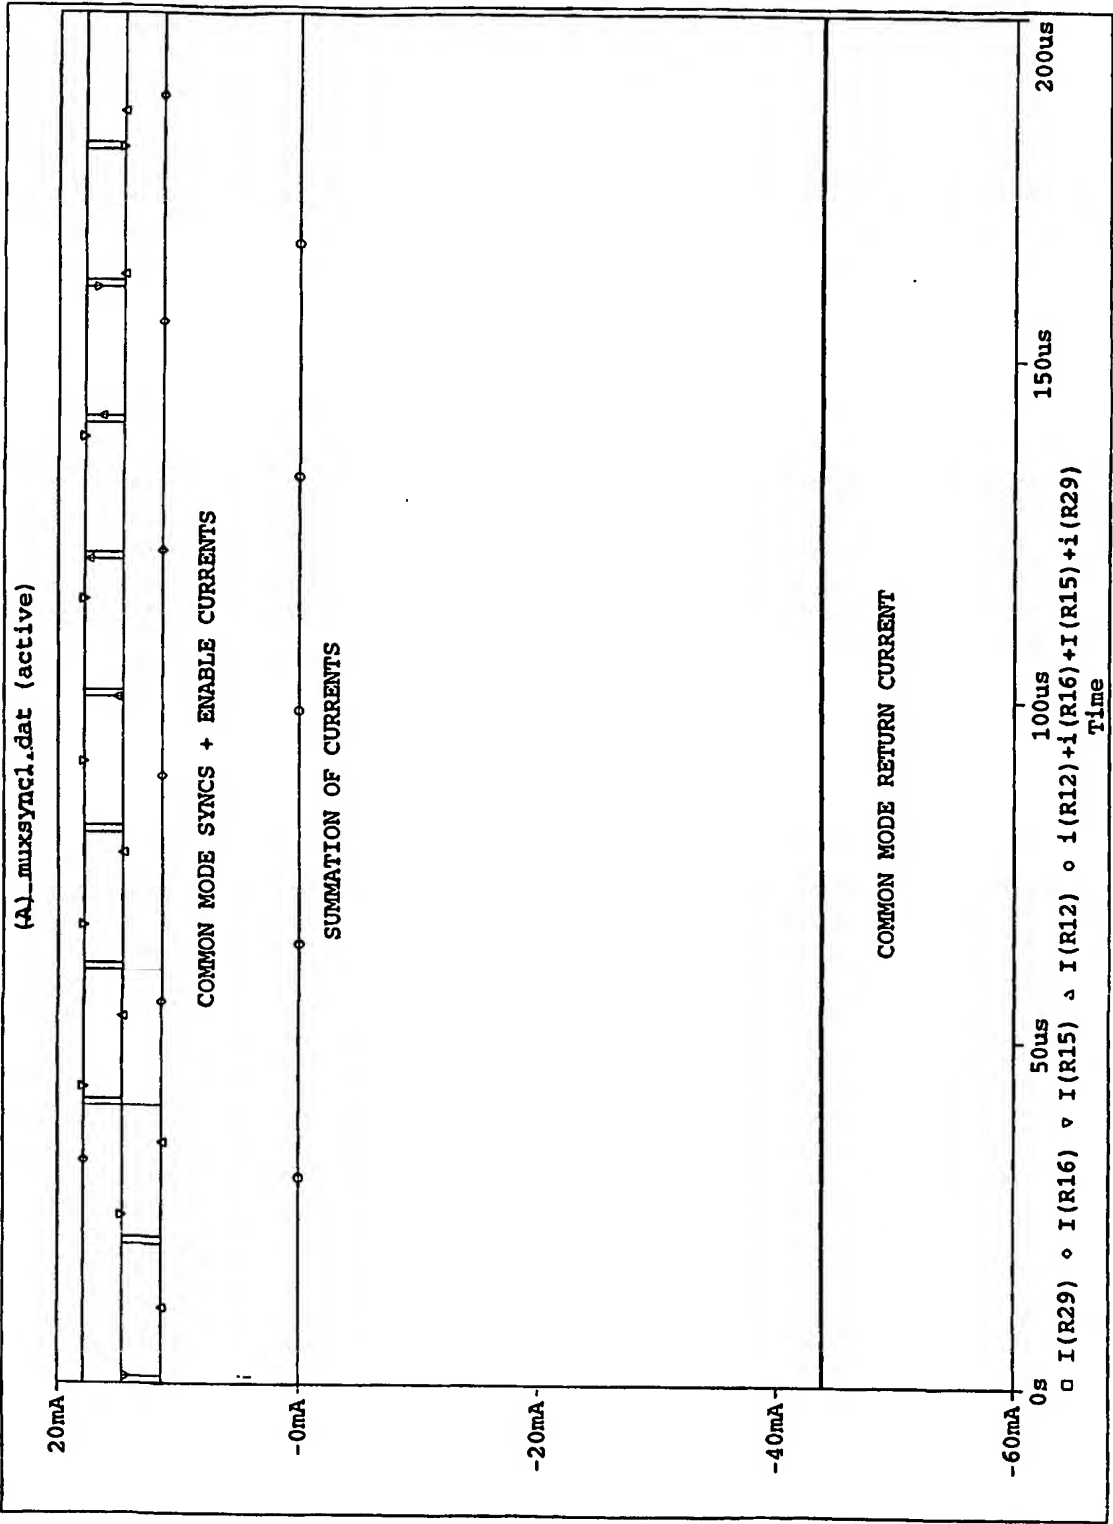 (A) muxsync1.dat (active)
20mA
COMMON MODE SYNCS + ENABLE CURRENTS
-0mA
SUMMATION OF CURRENTS
-20mA
-40mA
COMMON MODE RETURN CURRENT
-60mA
0s 50us 100us 150us 200us
□ I(R29) ⋄ I(R16) ▿ I(R15) ▵ I(R12) ∘ i(R12)+i(R16)+I(R15)+i(R29)
Time